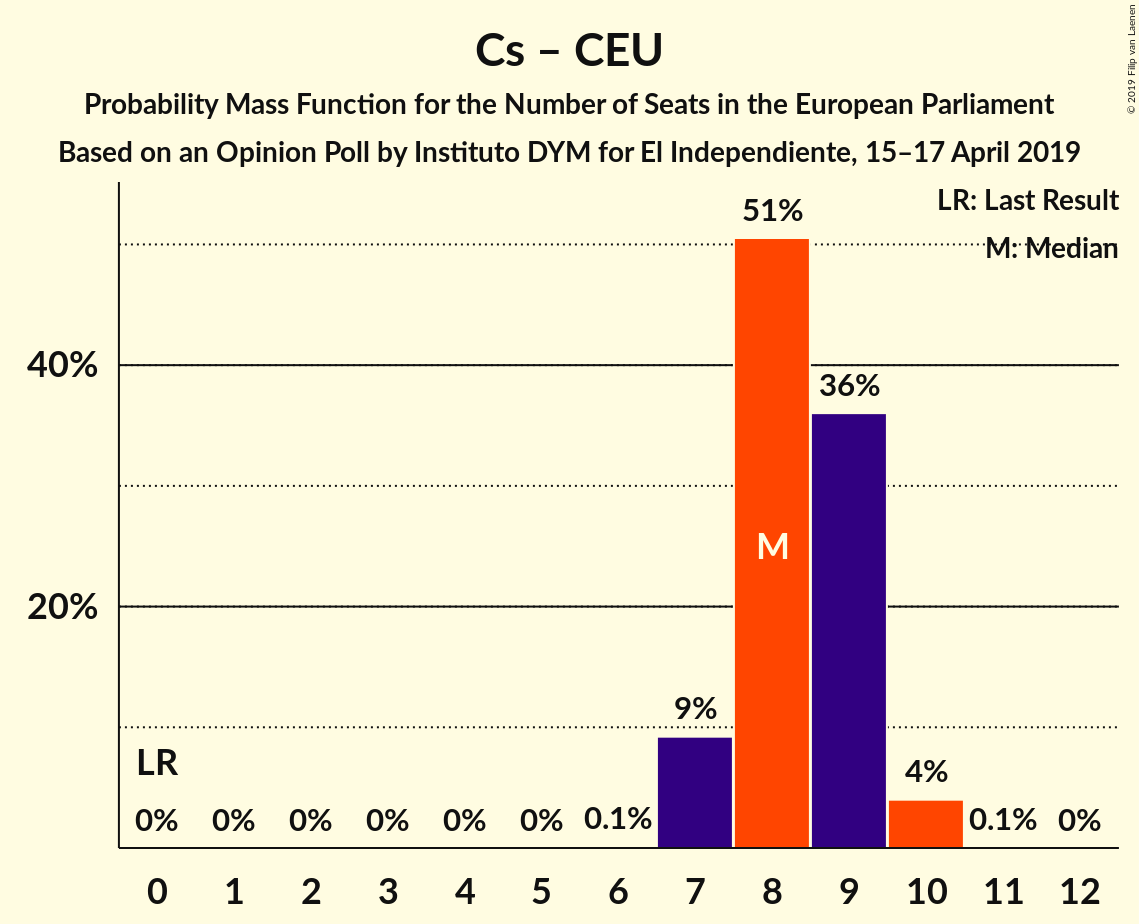 Cs – CEU
Probability Mass Function for the Number of Seats in the European Parliament
Based on an Opinion Poll by Instituto DYM for El Independiente, 15–17 April 2019
© 2019 Filip van Laenen
LR: Last Result
M: Median
51%
40%
36%
M
20%
9%
LR
4%
0% 0% 0% 0% 0% 0% 0.1% 0.1% 0%
0 1 2 3 4 5 6 7 8 9 10 11 12